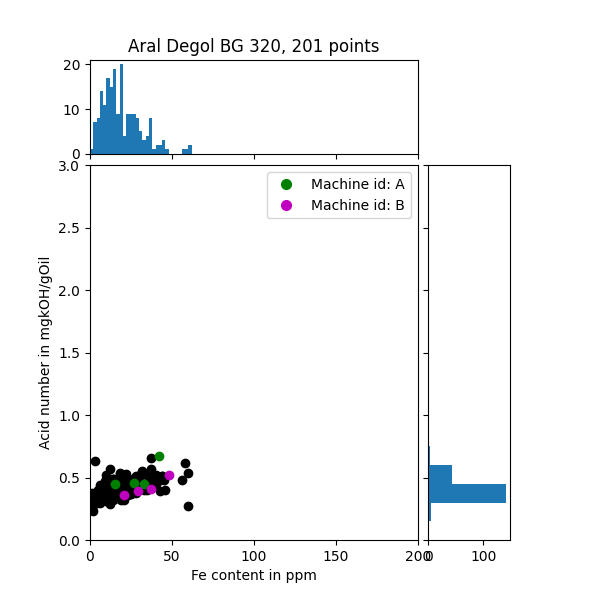 Aral Degol BG 320, 201 points
20
10
0
3.0
2.5
2.0
1.5
1.0
0.5
0.0
Acid number in mgkOH/gOil
Machine id: A
Machine id: B
0 50 100 150 200
0 100
Fe content in ppm